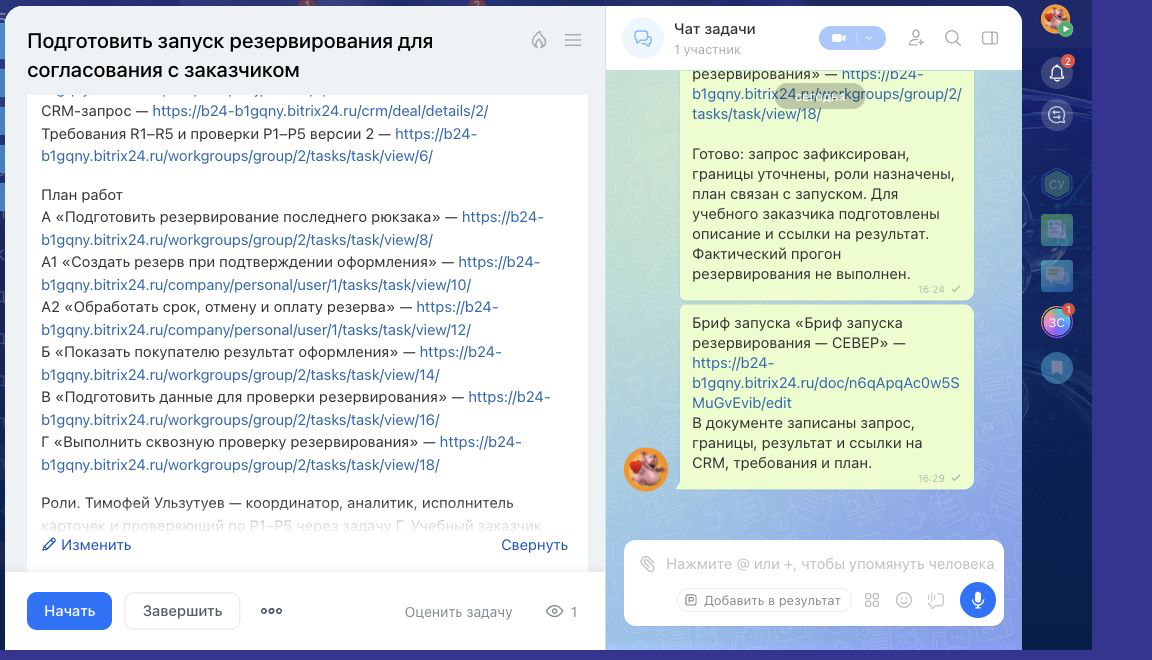 Подготовить запуск резервирования для
согласования с заказчиком
CRM-запрос — https://b24-b1gqny.bitrix24.ru/crm/deal/details/2/
Требования R1–R5 и проверки P1–P5 версии 2 — https://b24-
b1gqny.bitrix24.ru/workgroups/group/2/tasks/task/view/6/
План работ
А «Подготовить резервирование последнего рюкзака» — https://b24-
b1gqny.bitrix24.ru/workgroups/group/2/tasks/task/view/8/
А1 «Создать резерв при подтверждении оформления» — https://b24-
b1gqny.bitrix24.ru/company/personal/user/1/tasks/task/view/10/
А2 «Обработать срок, отмену и оплату резерва» — https://b24-
b1gqny.bitrix24.ru/company/personal/user/1/tasks/task/view/12/
Б «Показать покупателю результат оформления» — https://b24-
b1gqny.bitrix24.ru/workgroups/group/2/tasks/task/view/14/
В «Подготовить данные для проверки резервирования» — https://b24-
b1gqny.bitrix24.ru/workgroups/group/2/tasks/task/view/16/
Г «Выполнить сквозную проверку резервирования» — https://b24-
b1gqny.bitrix24.ru/workgroups/group/2/tasks/task/view/18/
Роли. Тимофей Ульзутуев — координатор, аналитик, исполнитель
карточек и проверяющий по P1–P5 через задачу Г. Учебный заказчик
Изменить
Свернуть
Начать
Завершить
Оценить задачу
1
Чат задачи
1 участник
резервирования» — https://b24-
b1gqny.bitrix24.ru/workgroups/group/2/
tasks/task/view/18/
сегодня
Готово: запрос зафиксирован,
границы уточнены, роли назначены,
план связан с запуском. Для
учебного заказчика подготовлены
описание и ссылки на результат.
Фактический прогон
резервирования не выполнен.
16:24
Бриф запуска «Бриф запуска
резервирования — СЕВЕР» —
https://b24-
b1gqny.bitrix24.ru/doc/n6qApqAc0w5S
MuGvEvib/edit
В документе записаны запрос,
границы, результат и ссылки на
CRM, требования и план.
16:29
Нажмите @ или +, чтобы упомянуть человека,
Добавить в результат
2
СУ
1
ЗС